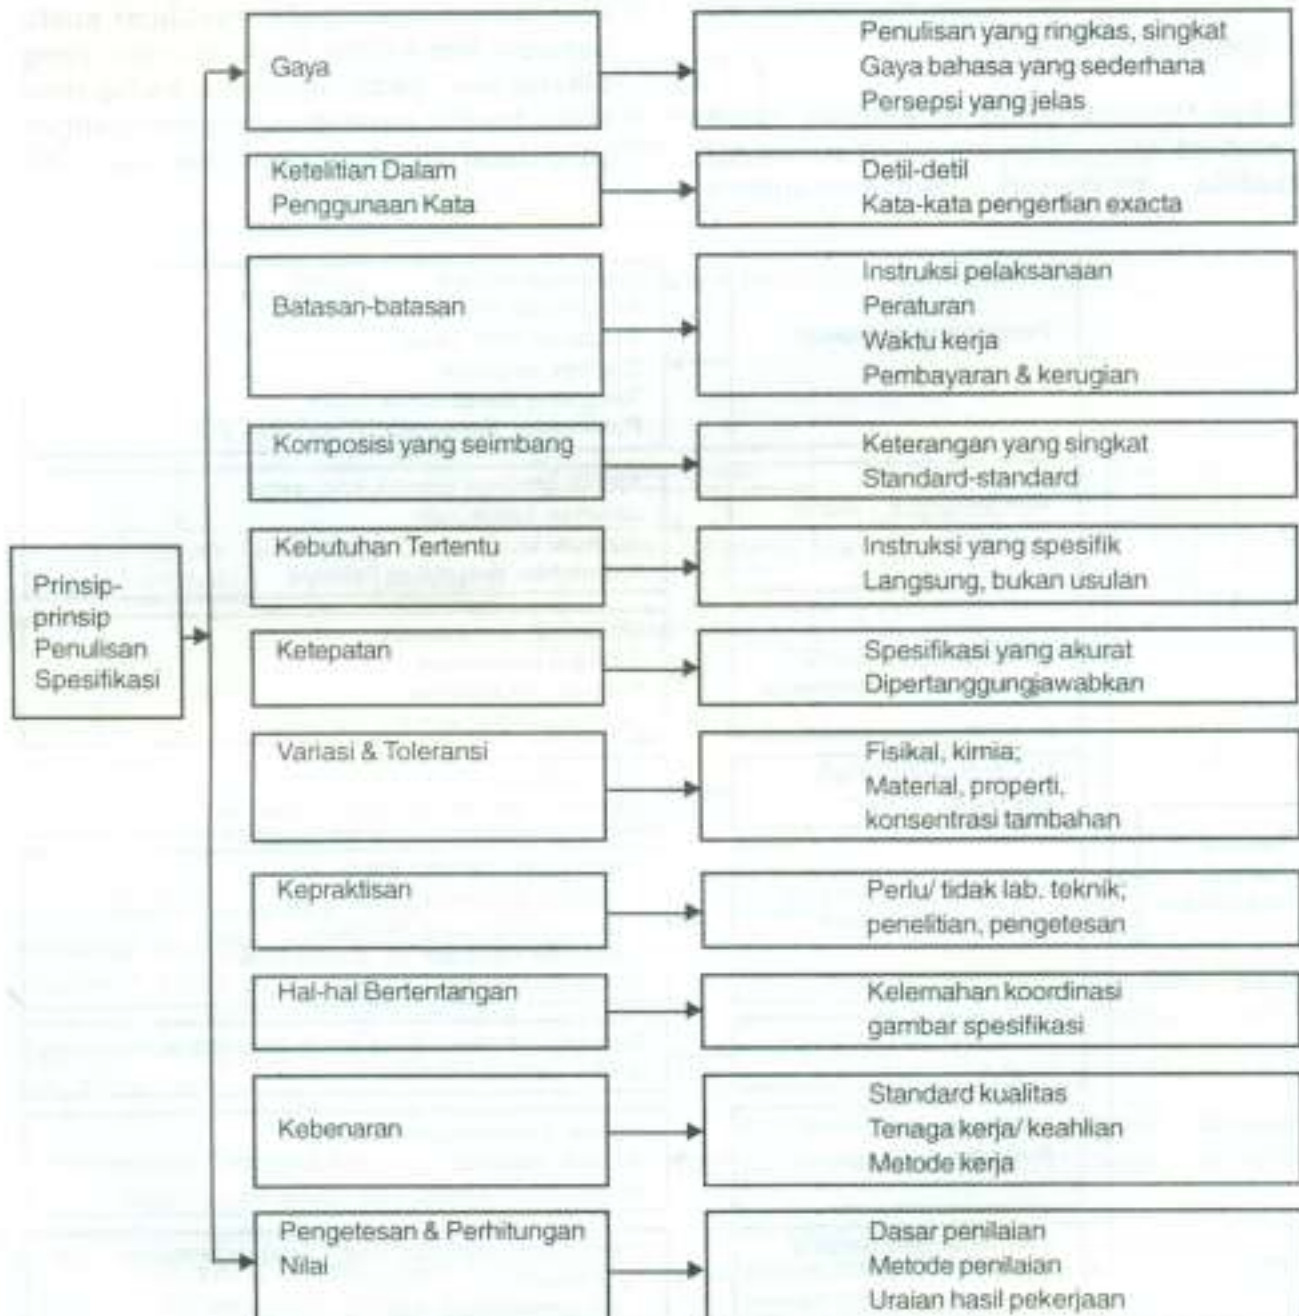 Gaya
Penulisan yang ringkas, singkat
Gaya bahasa yang sederhana
Persepsi yang jelas
Ketelitian Dalam
Penggunaan Kata
Detil-detil
Kata-kata pengertian exacta
Batasan-batasan
Instruksi pelaksanaan
Peraturan
Waktu kerja
Pembayaran & kerugian
Komposisi yang seimbang
Keterangan yang singkat
Standard-standard
Prinsip-
prinsip
Penulisan
Spesifikasi
Kebutuhan Tertentu
Instruksi yang spesifik
Langsung, bukan usulan
Ketepatan
Spesifikasi yang akurat
Dipertanggungjawabkan
Variasi & Toleransi
Fisikal, kimia;
Material, properti,
konsentrasi tambahan
Kepraktisan
Perlu/ tidak lab. teknik;
penelitian, pengetesan
Hal-hal Bertentangan
Kelemahan koordinasi
gambar spesifikasi
Kebenaran
Standard kualitas
Tenaga kerja/ keahlian
Metode kerja
Pengetesan & Perhitungan
Nilai
Dasar penilaian
Metode penilaian
Uraian hasil pekerjaan